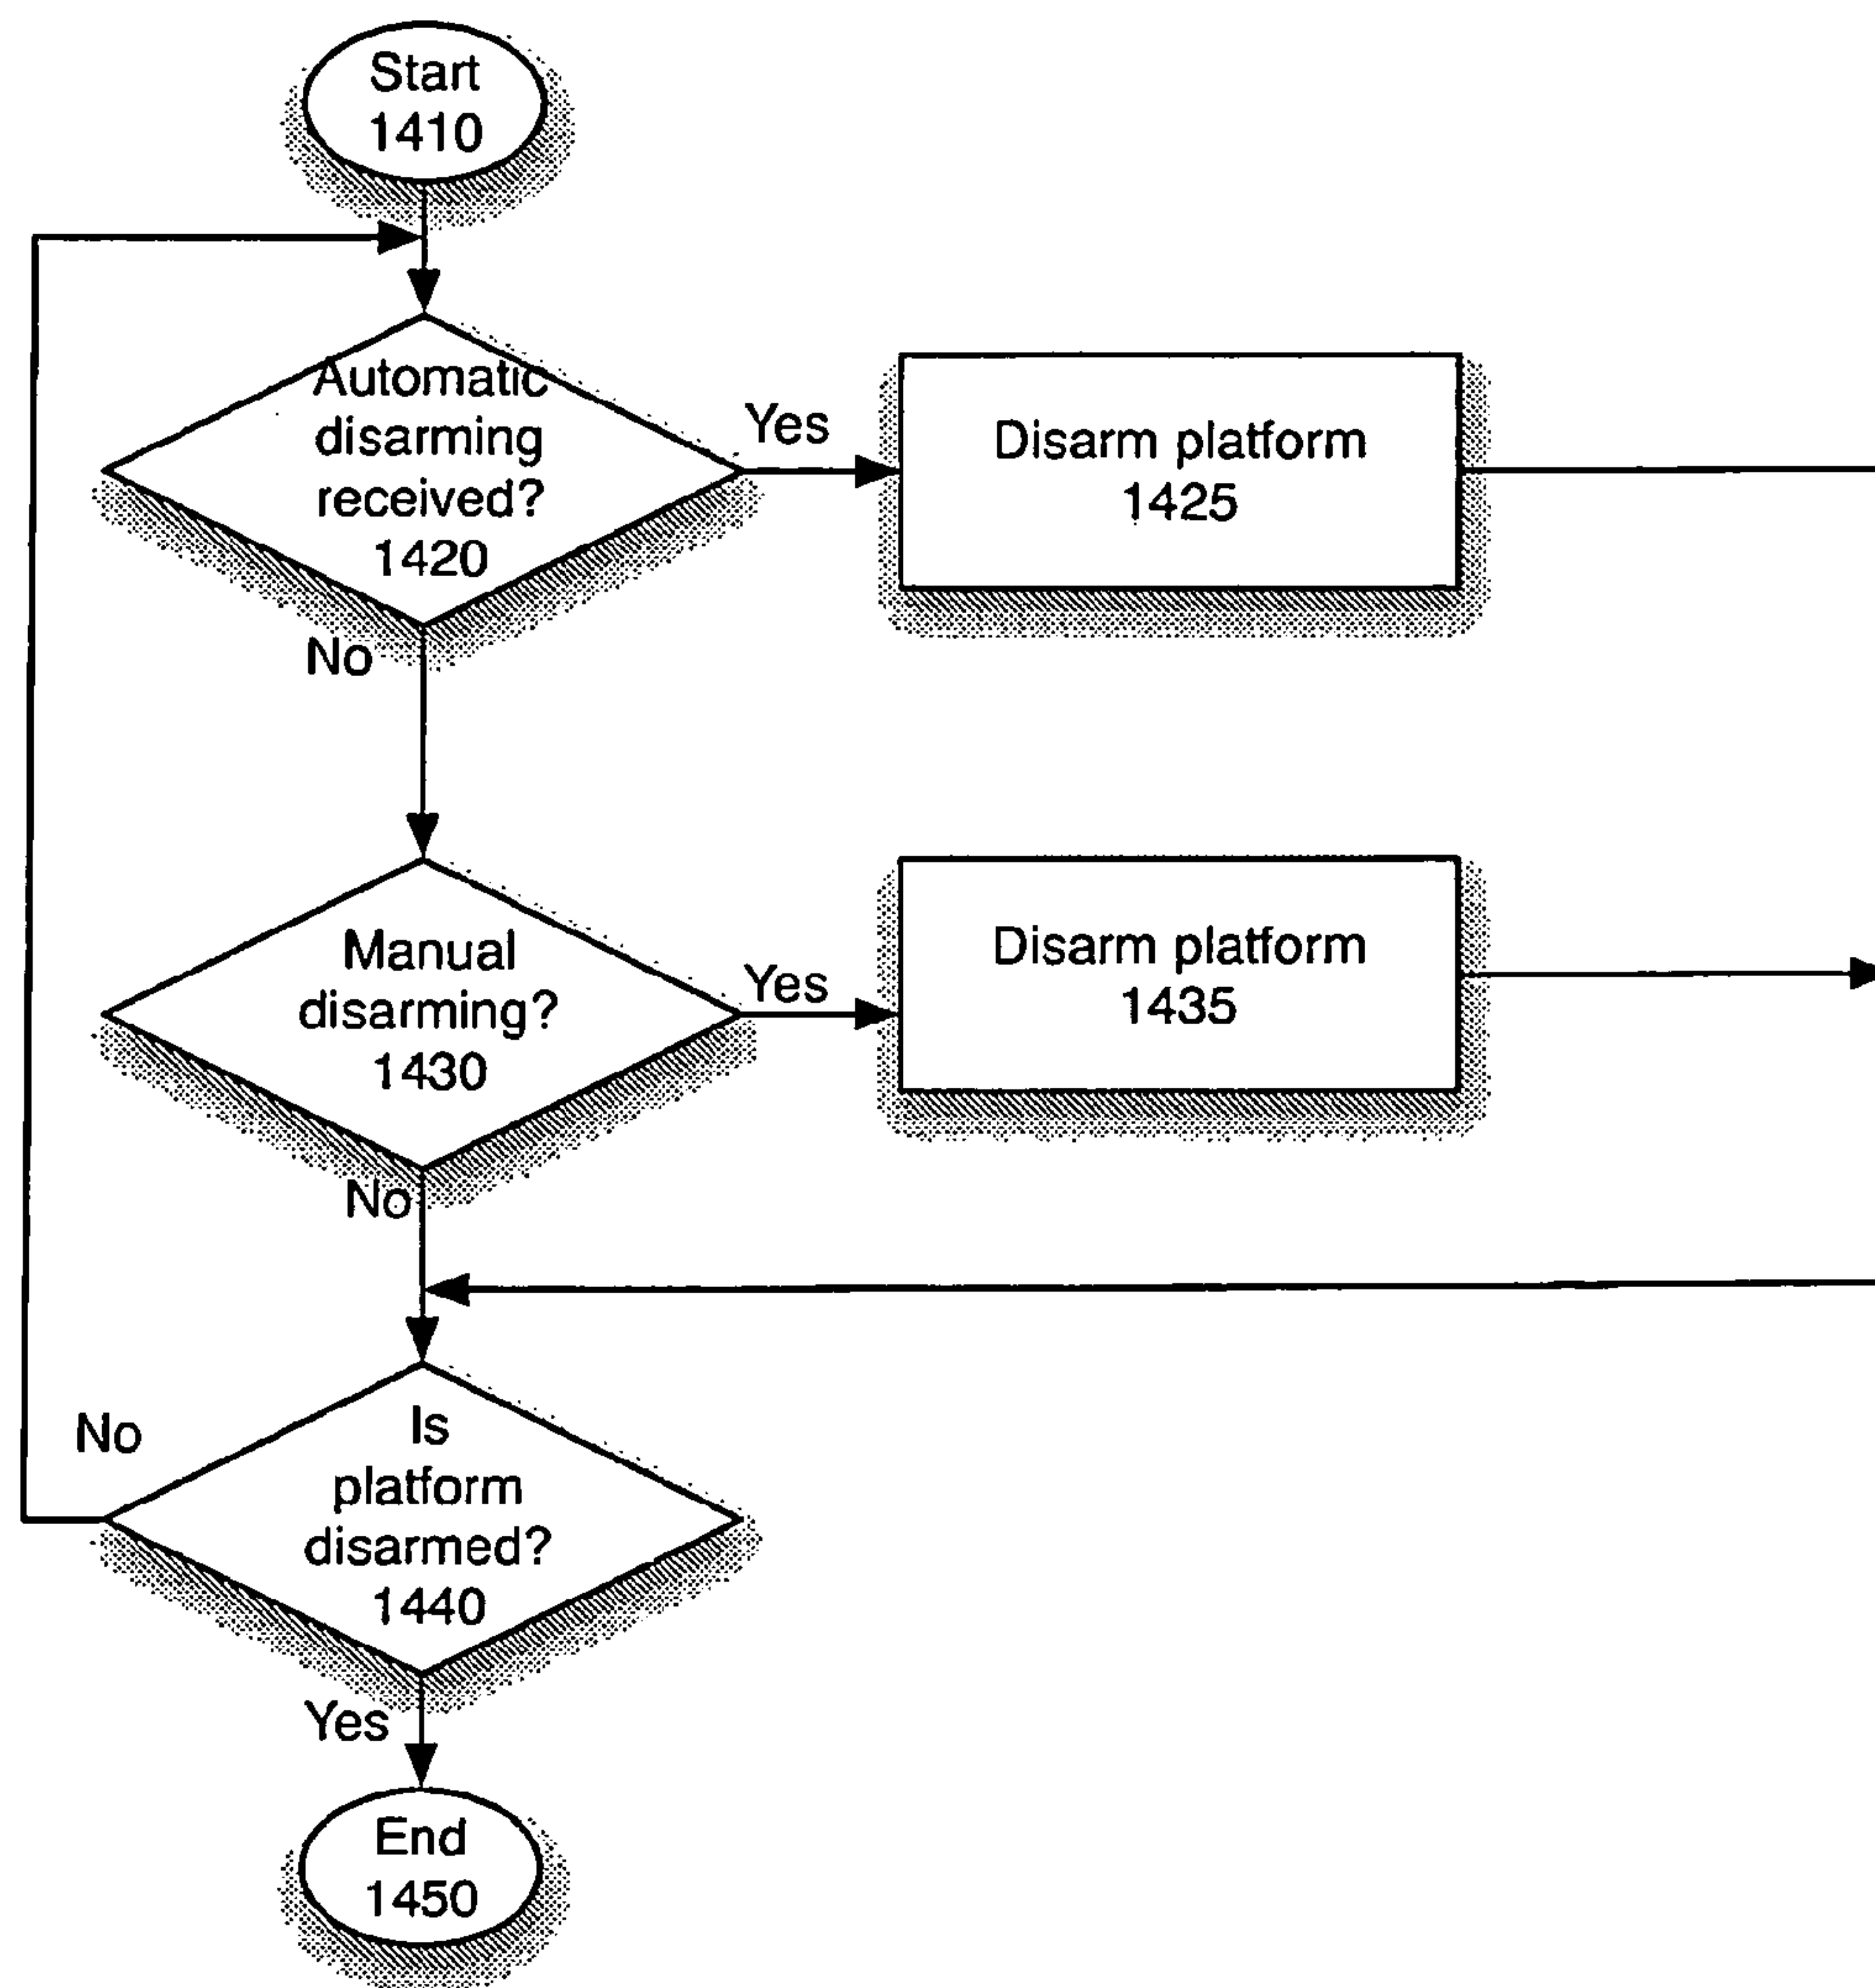 Start
1410
Automatic
disarming
received?
1420
Yes
Disarm platform
1425
No
Manual
disarming?
1430
Yes
Disarm platform
1435
No
Is
platform
disarmed?
1440
No
Yes
End
1450